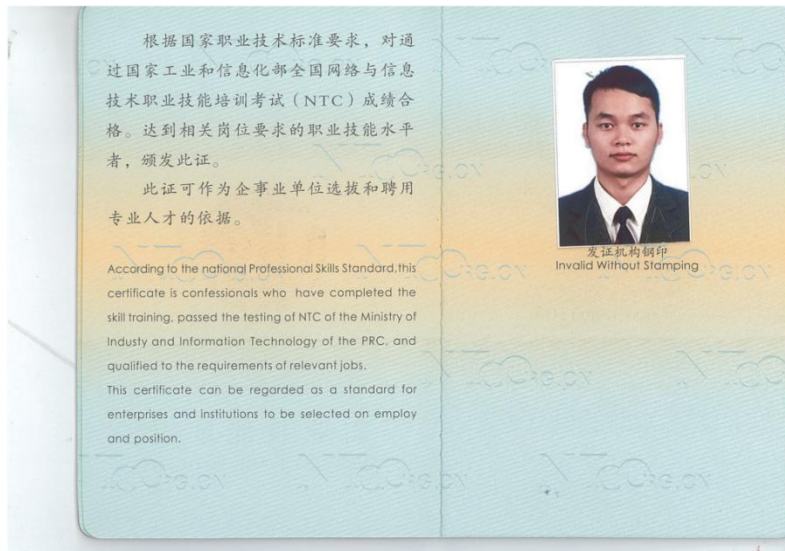 根据国家职业技术标准要求，对通
过国家工业和信息化部全国网络与信息
技术职业技能培训考试（NTC）成绩合
格。达到相关岗位要求的职业技能水平
者，颁发此证。
此证可作为企事业单位选拔和聘用
专业人才的依据。
According to the national Professional Skills Standard,this
certificate is confessionals who have completed the
skill training, passed the testing of NTC of the Ministry of
Industy and Information Technology of the PRC, and
qualified to the requirements of relevant jobs.
This certificate can be regarded as a standard for
enterprises and institutions to be selected on employ
and position.
发证机构钢印
Invalid Without Stamping